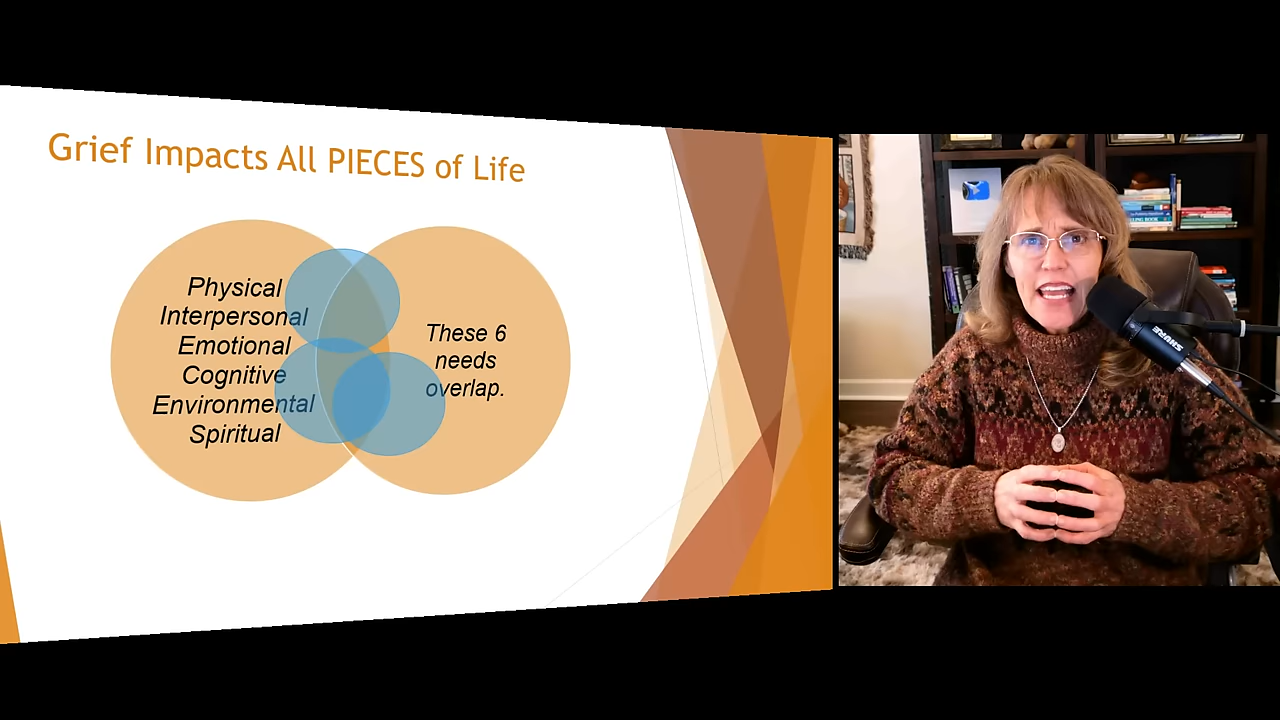 Grief Impacts All PIECES of Life
Physical
Interpersonal
Emotional
Cognitive
Environmental
Spiritual
These 6
needs
overlap.
SHURE